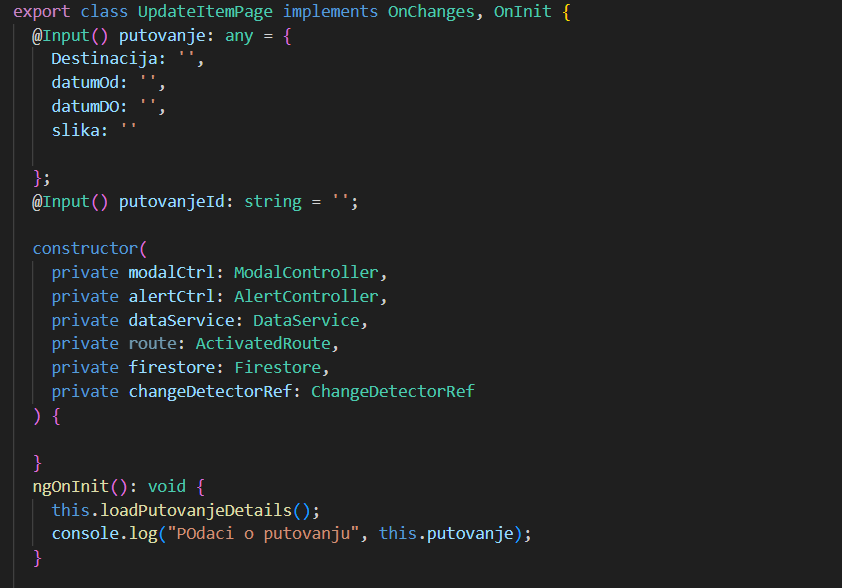 export class UpdateItemPage implements OnChanges, OnInit {
@Input() putovanje: any = {
Destinacija: '',
datumOd: '',
datumDO: '',
slika: ''
};
@Input() putovanjeId: string = '';
constructor(
private modalCtrl: ModalController,
private alertCtrl: AlertController,
private dataService: DataService,
private route: ActivatedRoute,
private firestore: Firestore,
private changeDetectorRef: ChangeDetectorRef
) {
}
ngOnInit(): void {
this.loadPutovanjeDetails();
console.log("POdaci o putovanju", this.putovanje);
}